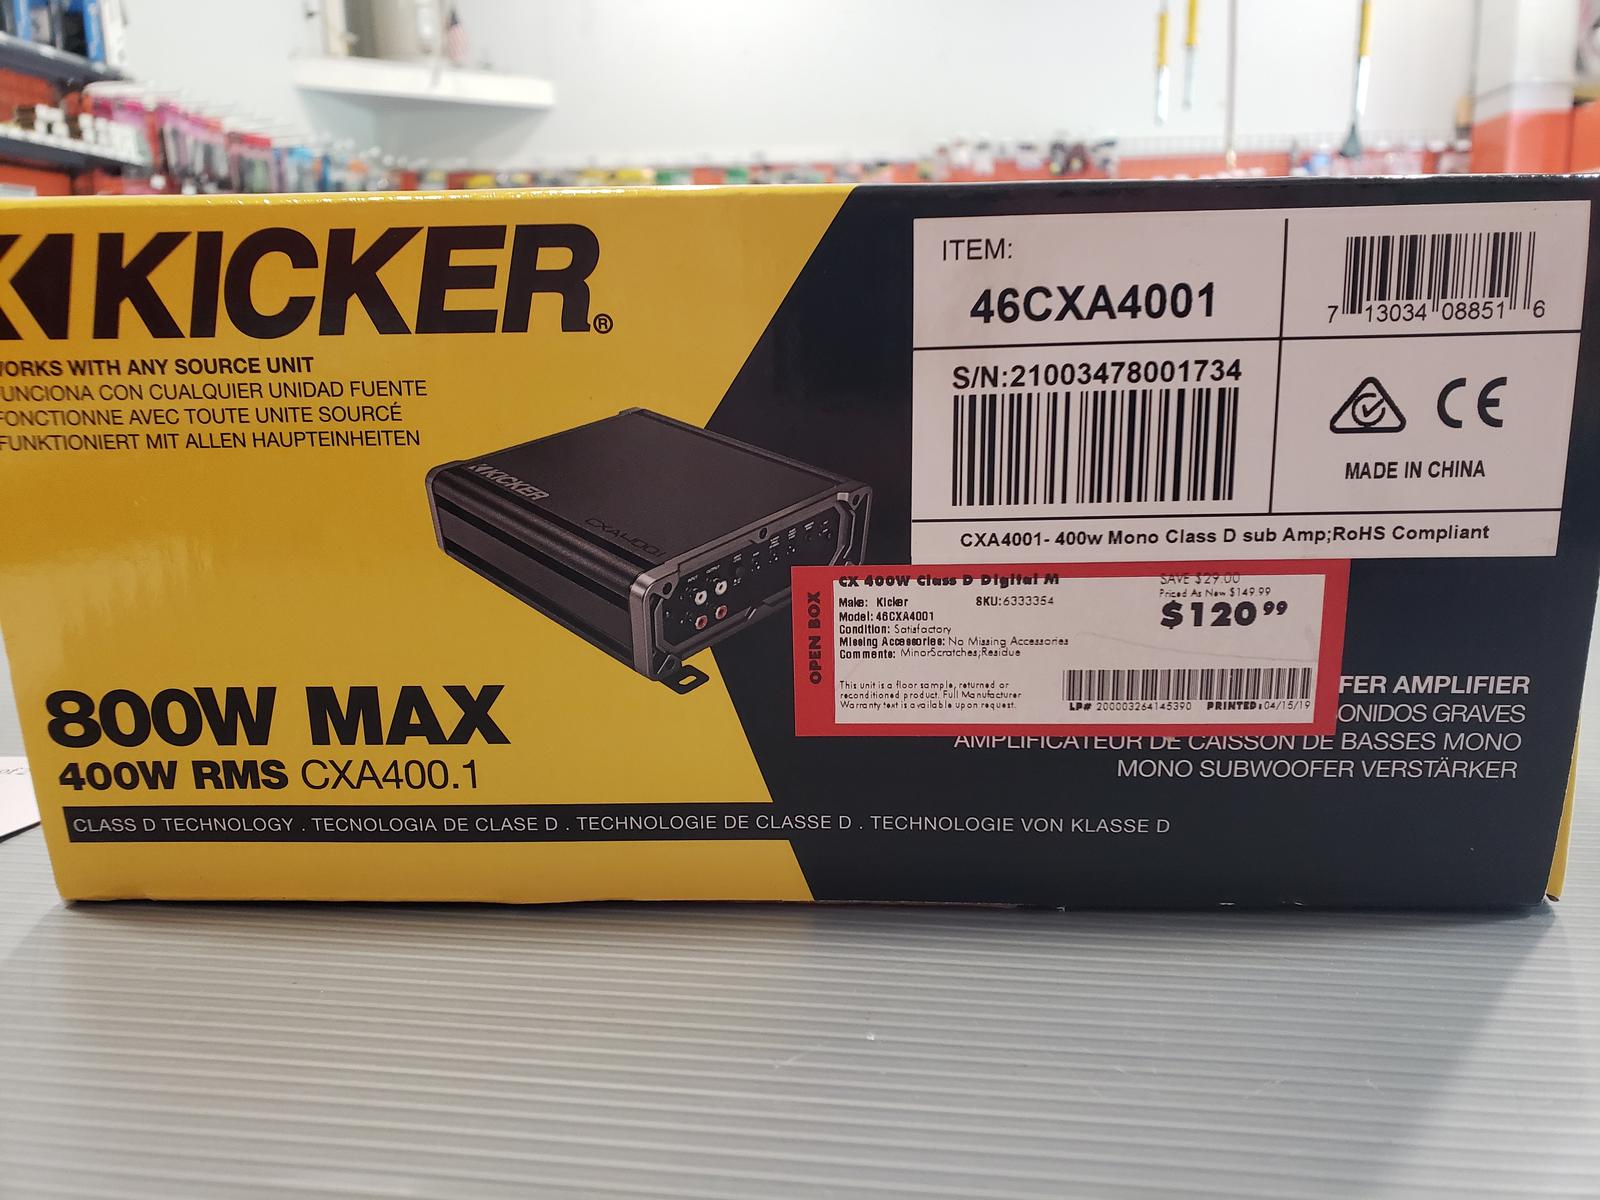 KICKER®
WORKS WITH ANY SOURCE UNIT
FUNCIONA CON CUALQUIER UNIDAD FUENTE
FONCTIONNE AVEC TOUTE UNITE SOURCÉ
FUNKTIONIERT MIT ALLEN HAUPTEINHEITEN
KICKER
CXA400.1
INPUT OUTPUT
800W MAX
400W RMS CXA400.1
CLASS D TECHNOLOGY . TECNOLOGIA DE CLASE D . TECHNOLOGIE DE CLASSE D . TECHNOLOGIE VON KLASSE D
ITEM:
46CXA4001
7 13034 08851 6
S/N:21003478001734
CE
MADE IN CHINA
CXA4001- 400w Mono Class D sub Amp;RoHS Compliant
OPEN BOX
CX 400W Class D Digital M
Make: Kicker SKU:6333354
Model: 46CXA4001
Condition: Satisfactory
Missing Accessories: No Missing Accessories
Comments: MinorScratches;Residue
SAVE $29.00
Priced As New $149.99
$120.99
This unit is a floor sample, returned or
reconditioned product. Full Manufacturer
Warranty text is available upon request.
LP# 200003264145390 PRINTED: 04/15/19
FER AMPLIFIER
ONIDOS GRAVES
AMPLIFICATEUR DE CAISSON DE BASSES MONO
MONO SUBWOOFER VERSTÄRKER